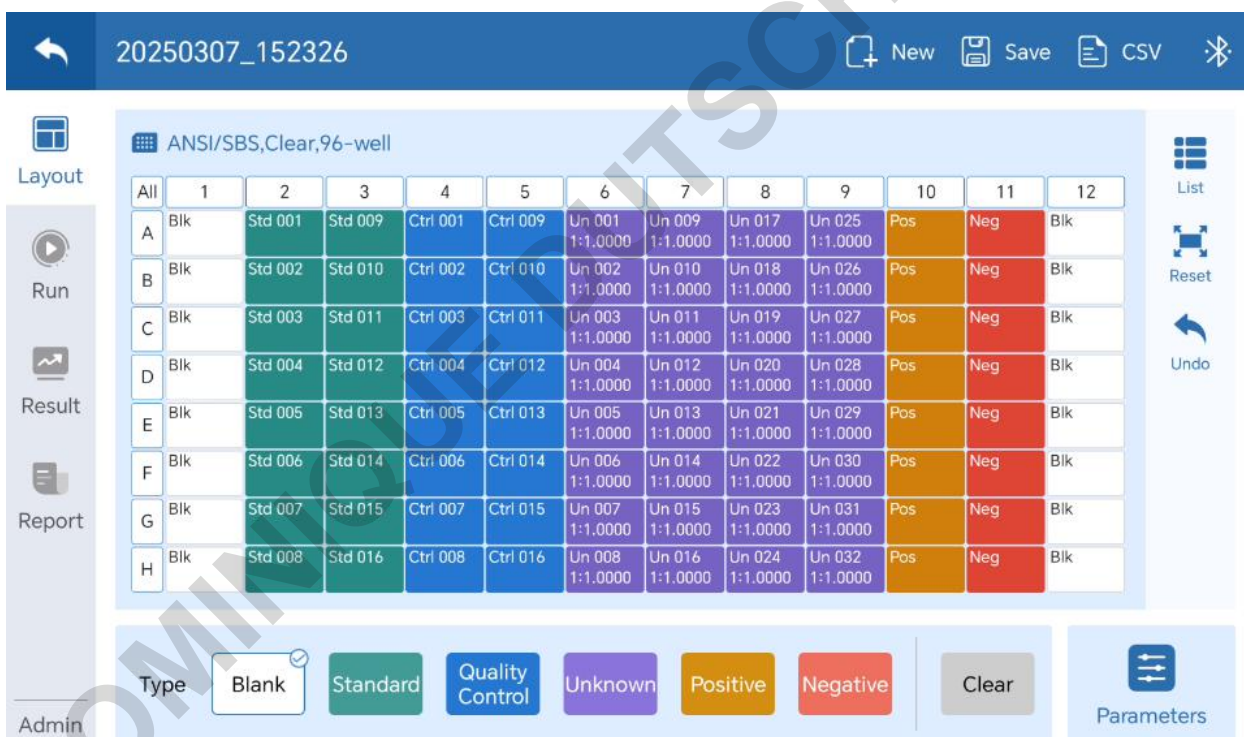 20250307_152326 New Save CSV
Layout
Run
Result
Report
Admin
ANSI/SBS,Clear,96-well
All 1 2 3 4 5 6 7 8 9 10 11 12
A Blk Std 001 Std 009 Ctrl 001 Ctrl 009 Un 001 Un 009 Un 017 Un 025 Pos Neg Blk
1:1.0000 1:1.0000 1:1.0000 1:1.0000
B Blk Std 002 Std 010 Ctrl 002 Ctrl 010 Un 002 Un 010 Un 018 Un 026 Pos Neg Blk
1:1.0000 1:1.0000 1:1.0000 1:1.0000
C Blk Std 003 Std 011 Ctrl 003 Ctrl 011 Un 003 Un 011 Un 019 Un 027 Pos Neg Blk
1:1.0000 1:1.0000 1:1.0000 1:1.0000
D Blk Std 004 Std 012 Ctrl 004 Ctrl 012 Un 004 Un 012 Un 020 Un 028 Pos Neg Blk
1:1.0000 1:1.0000 1:1.0000 1:1.0000
E Blk Std 005 Std 013 Ctrl 005 Ctrl 013 Un 005 Un 013 Un 021 Un 029 Pos Neg Blk
1:1.0000 1:1.0000 1:1.0000 1:1.0000
F Blk Std 006 Std 014 Ctrl 006 Ctrl 014 Un 006 Un 014 Un 022 Un 030 Pos Neg Blk
1:1.0000 1:1.0000 1:1.0000 1:1.0000
G Blk Std 007 Std 015 Ctrl 007 Ctrl 015 Un 007 Un 015 Un 023 Un 031 Pos Neg Blk
1:1.0000 1:1.0000 1:1.0000 1:1.0000
H Blk Std 008 Std 016 Ctrl 008 Ctrl 016 Un 008 Un 016 Un 024 Un 032 Pos Neg Blk
1:1.0000 1:1.0000 1:1.0000 1:1.0000
List
Reset
Undo
Type Blank Standard Quality Control Unknown Positive Negative Clear
Parameters
OMINIQUE DUTSCH